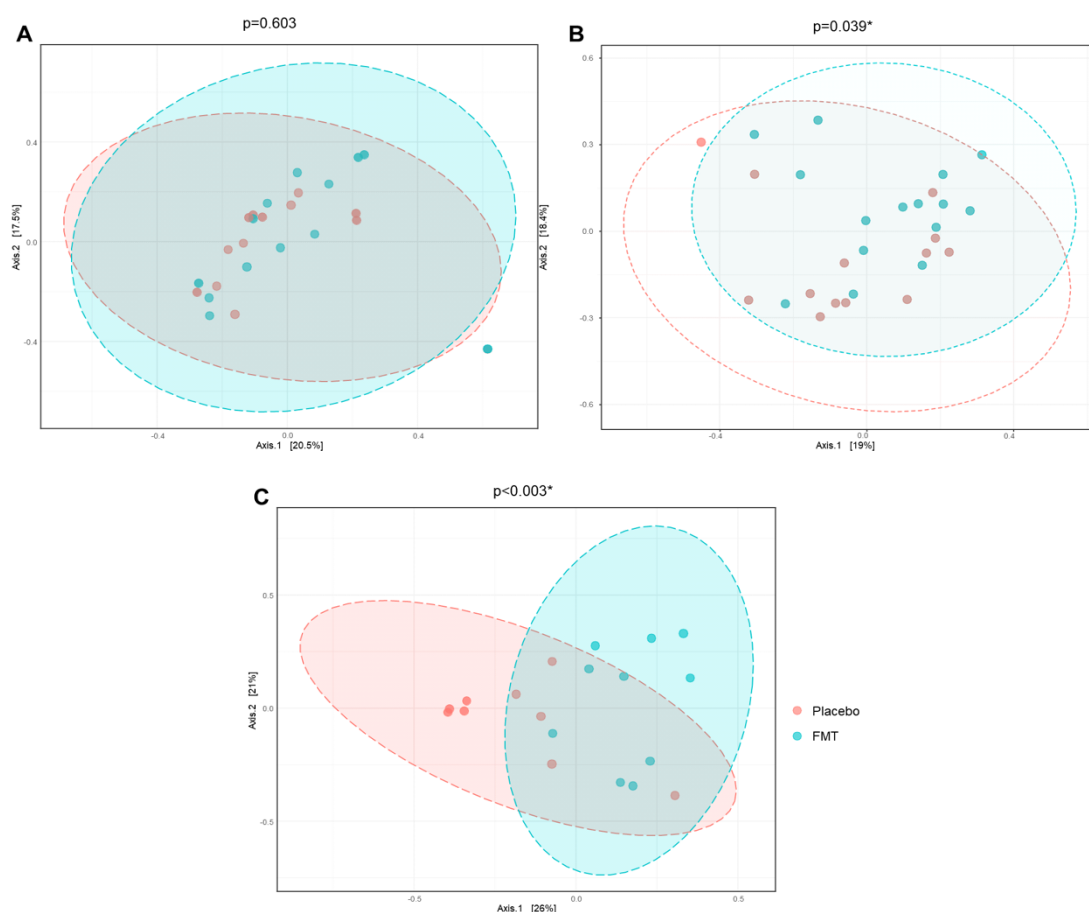 p=0.603
A
0.4
0.0
-0.4
Axis.2 [17.5%]
-0.4
0.0
0.4
Axis.1 [20.5%]
p=0.039*
B
0.6
0.3
0.0
-0.3
-0.6
Axis.2 [18.4%]
-0.4
0.0
0.4
Axis.1 [19%]
p<0.003*
C
0.5
0.0
-0.5
Axis.2 [21%]
-0.5
0.0
0.5
Axis.1 [26%]
Placebo
FMT